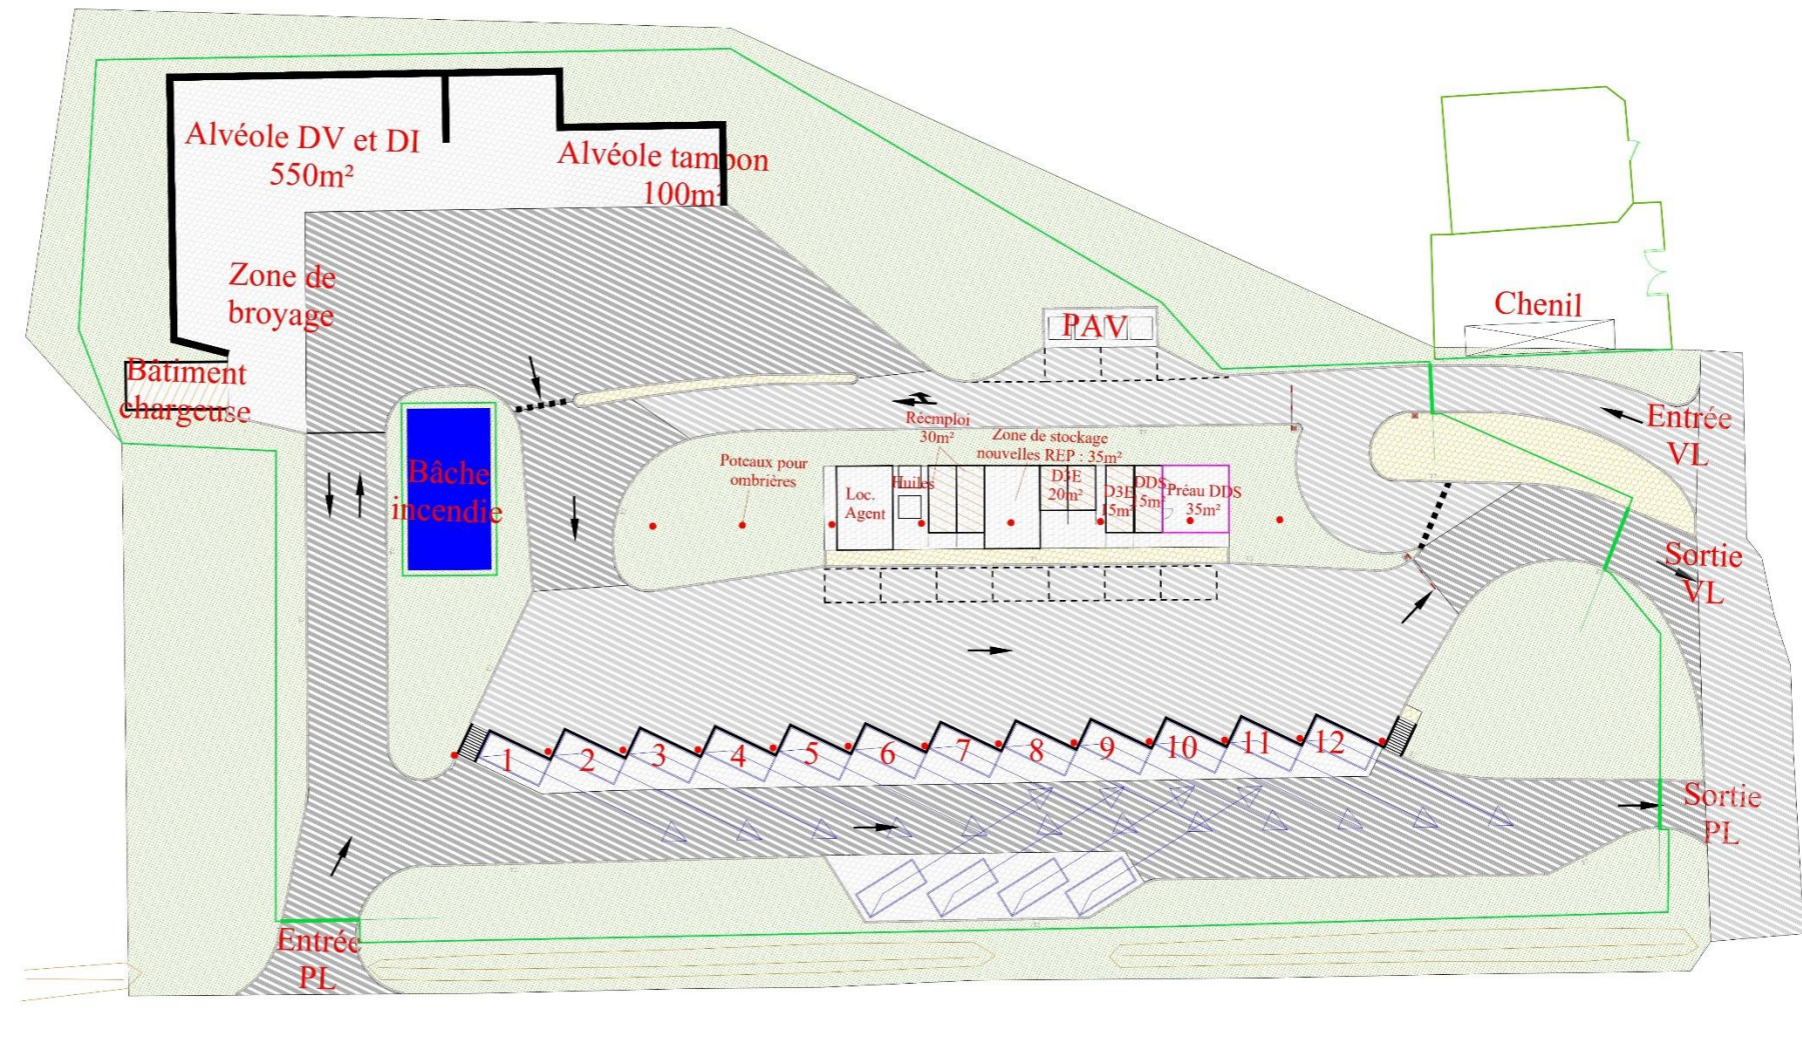 Alvéole DV et DI
550m²
Alvéole tampon
100m²
Zone de
broyage
Bâtiment
chargeuse
Bâche
incendie
PAV
Chenil
Entrée
VL
Sortie
VL
Réemploi
30m²
Zone de stockage
nouvelles REP : 35m²
Poteaux pour
ombrières
Loc.
Agent
Huiles
D3E
20m²
D3E
15m²
DDS
15m²
Préau DDS
35m²
1 2 3 4 5 6 7 8 9 10 11 12
Sortie
PL
Entrée
PL